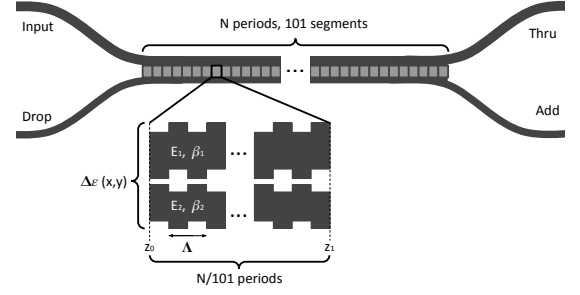 Input
N periods, 101 segments
Thru
...
Drop
Add
Δε (x,y)
E₁, β₁
...
E₂, β₂
...
z₀
Λ
z₁
N/101 periods